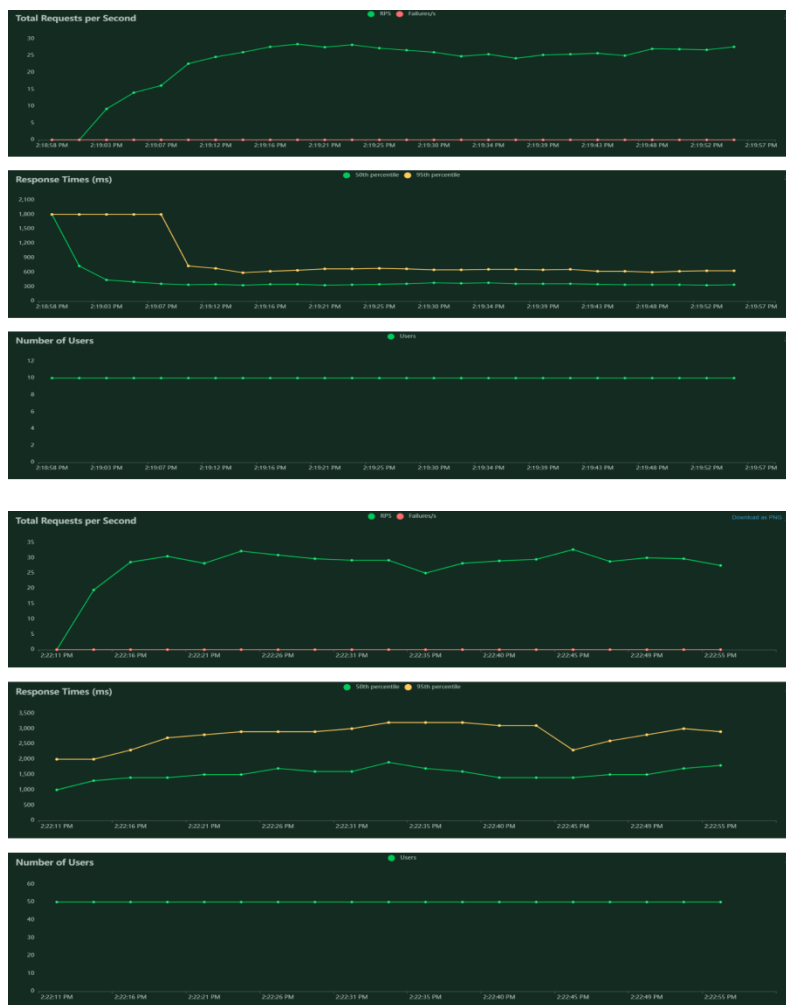 Total Requests per Second
RPS Failures/s
30
25
20
15
10
5
0
2:18:58 PM 2:19:03 PM 2:19:07 PM 2:19:12 PM 2:19:16 PM 2:19:21 PM 2:19:25 PM 2:19:30 PM 2:19:34 PM 2:19:39 PM 2:19:43 PM 2:19:48 PM 2:19:52 PM 2:19:57 PM
Response Times (ms)
50th percentile 95th percentile
2,100
1,800
1,500
1,200
900
600
300
0
2:18:58 PM 2:19:03 PM 2:19:07 PM 2:19:12 PM 2:19:16 PM 2:19:21 PM 2:19:25 PM 2:19:30 PM 2:19:34 PM 2:19:39 PM 2:19:43 PM 2:19:48 PM 2:19:52 PM 2:19:57 PM
Number of Users
Users
12
10
8
6
4
2
0
2:18:58 PM 2:19:03 PM 2:19:07 PM 2:19:12 PM 2:19:16 PM 2:19:21 PM 2:19:25 PM 2:19:30 PM 2:19:34 PM 2:19:39 PM 2:19:43 PM 2:19:48 PM 2:19:52 PM 2:19:57 PM
Total Requests per Second
RPS Failures/s
Download as PNG
35
30
25
20
15
10
5
0
2:22:11 PM 2:22:16 PM 2:22:21 PM 2:22:26 PM 2:22:31 PM 2:22:35 PM 2:22:40 PM 2:22:45 PM 2:22:49 PM 2:22:55 PM
Response Times (ms)
50th percentile 95th percentile
3,500
3,000
2,500
2,000
1,500
1,000
500
0
2:22:11 PM 2:22:16 PM 2:22:21 PM 2:22:26 PM 2:22:31 PM 2:22:35 PM 2:22:40 PM 2:22:45 PM 2:22:49 PM 2:22:55 PM
Number of Users
Users
60
50
40
30
20
10
0
2:22:11 PM 2:22:16 PM 2:22:21 PM 2:22:26 PM 2:22:31 PM 2:22:35 PM 2:22:40 PM 2:22:45 PM 2:22:49 PM 2:22:55 PM